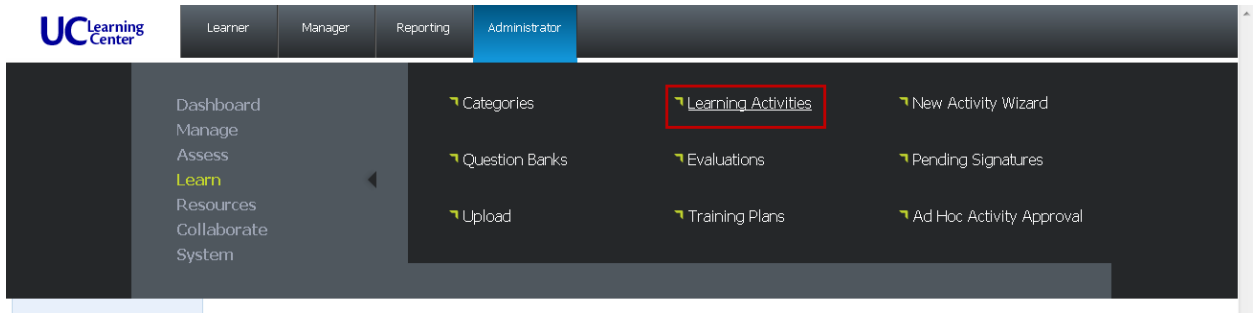 UC Learning Center
Learner Manager Reporting Administrator
Dashboard
Manage
Assess
Learn
Resources
Collaborate
System
Categories Learning Activities New Activity Wizard
Question Banks Evaluations Pending Signatures
Upload Training Plans Ad Hoc Activity Approval